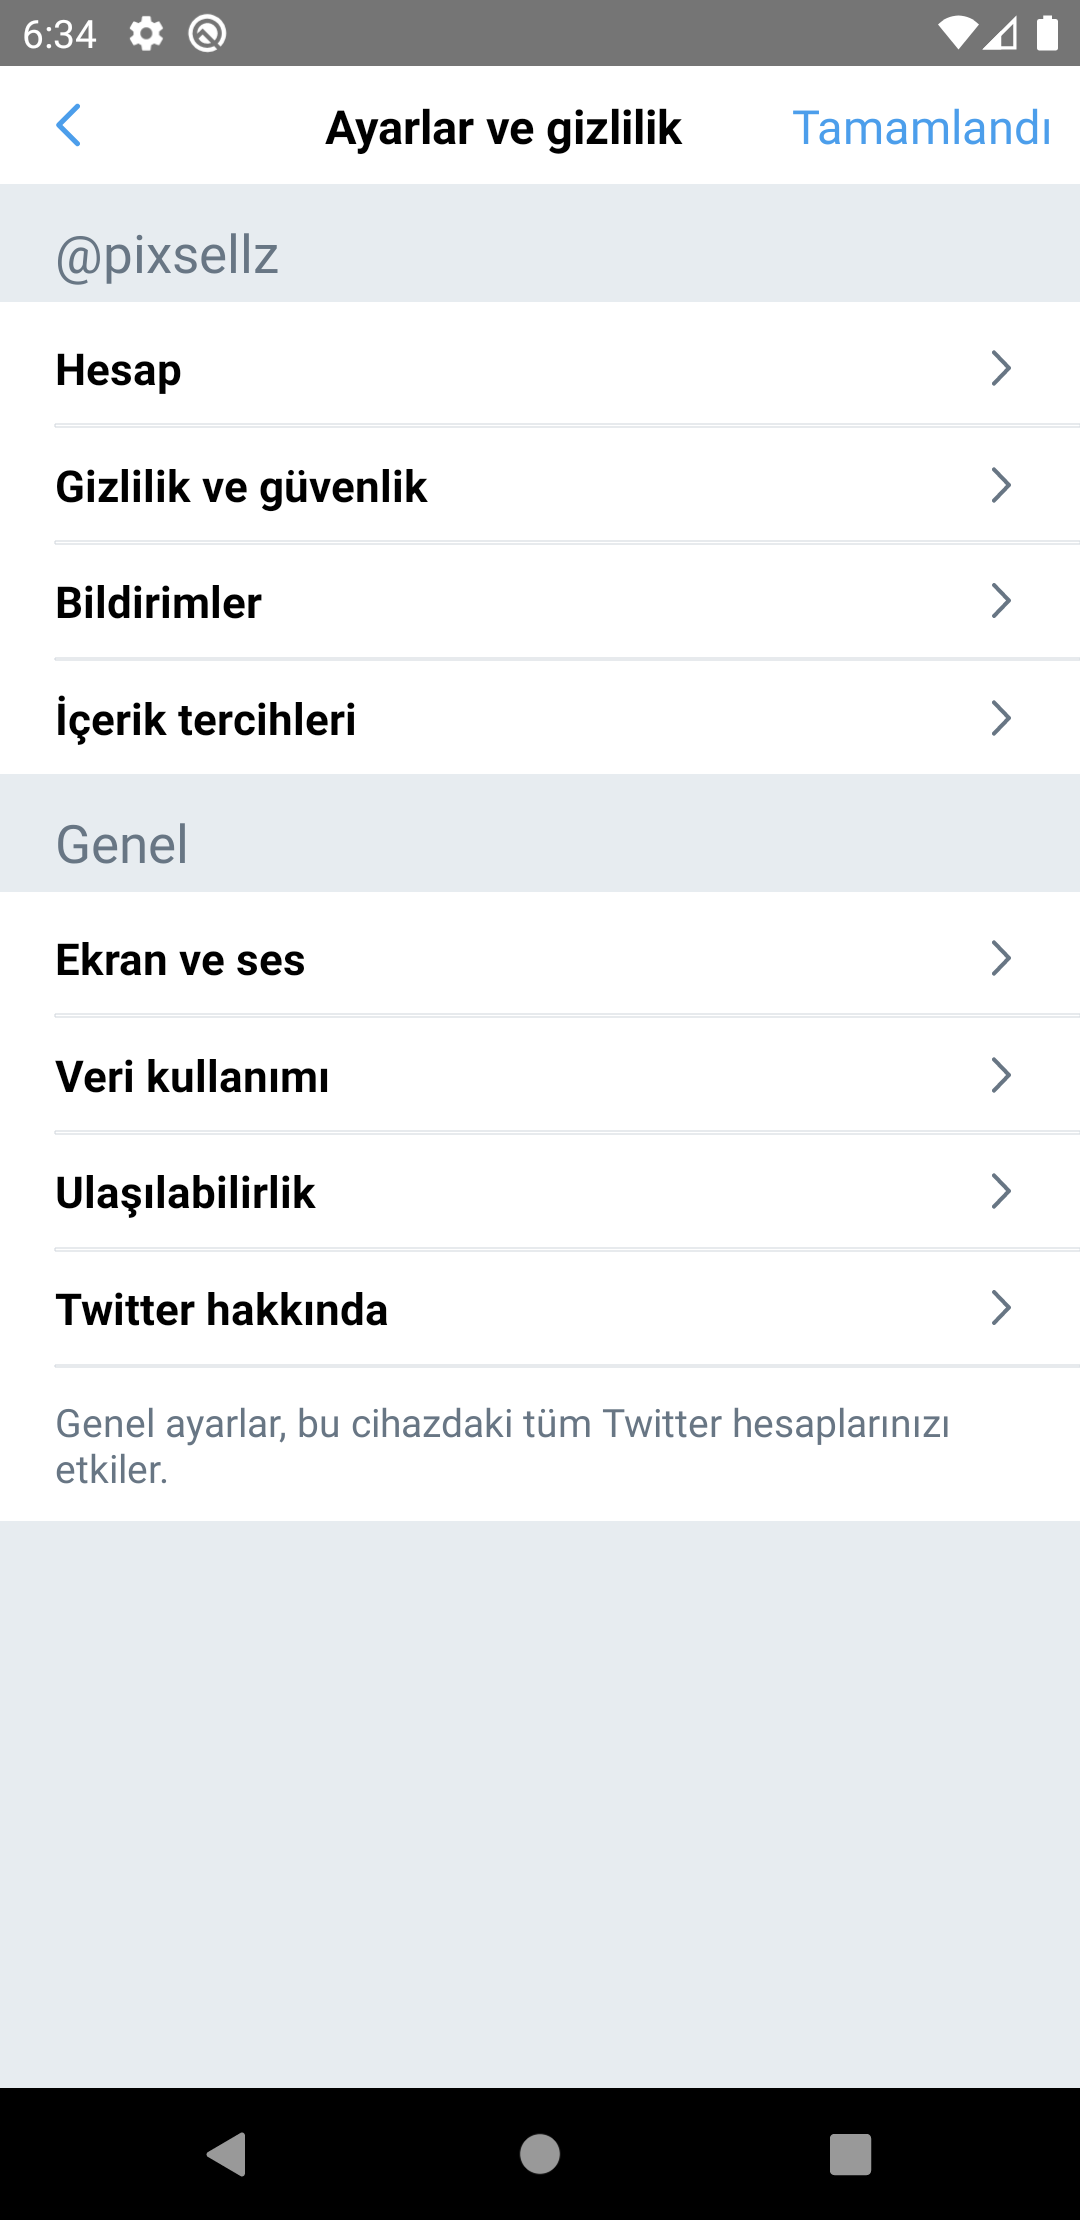 6:34
Ayarlar ve gizlilik
Tamamlandı
@pixsellz
Hesap
Gizlilik ve güvenlik
Bildirimler
İçerik tercihleri
Genel
Ekran ve ses
Veri kullanımı
Ulaşılabilirlik
Twitter hakkında
Genel ayarlar, bu cihazdaki tüm Twitter hesaplarınızı
etkiler.